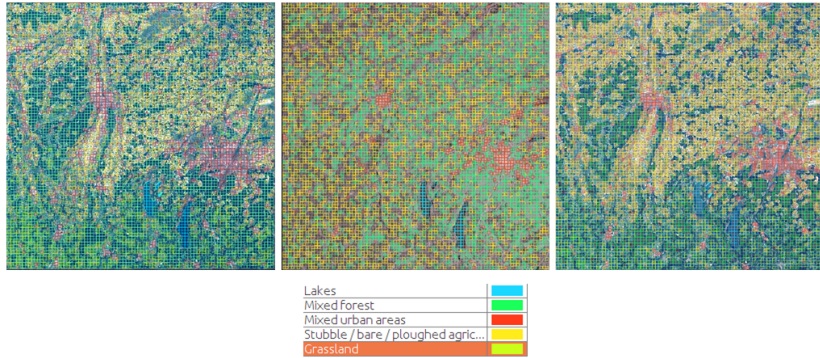 Lakes
Mixed forest
Mixed urban areas
Stubble / bare / ploughed agric...
Grassland